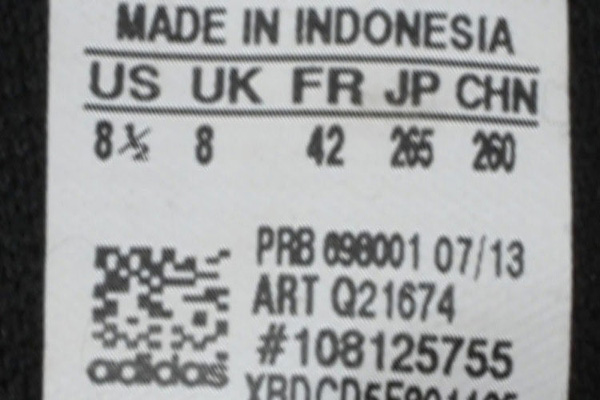 MADE IN INDONESIA
US UK FR JP CHN
8½ 8 42 265 260
PRB 698001 07/13
ART Q21674
#108125755
adidas